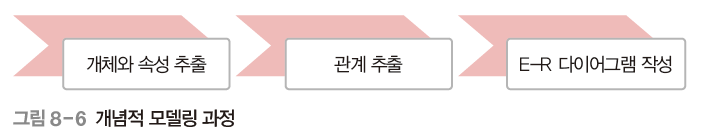 개체와 속성 추출
관계 추출
E-R 다이어그램 작성
그림 8-6 개념적 모델링 과정